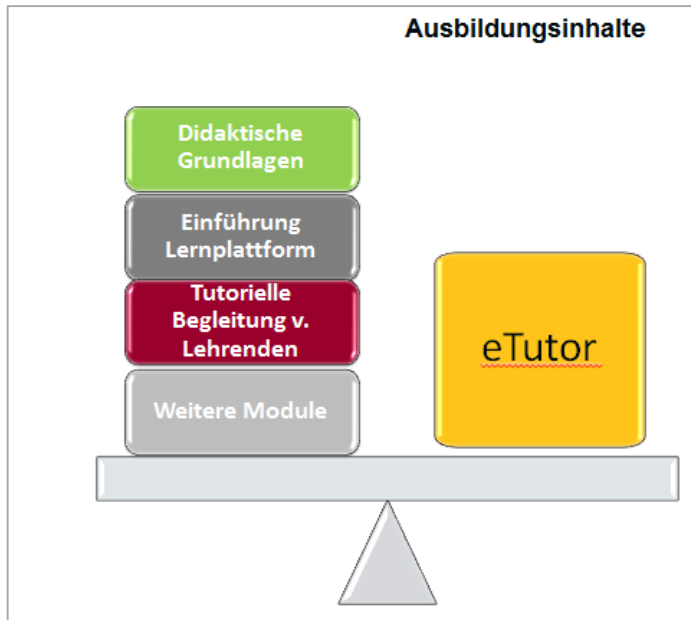 Ausbildungsinhalte
Didaktische
Grundlagen
Einführung
Lernplattform
Tutorielle
Begleitung v.
Lehrenden
Weitere Module
eTutor